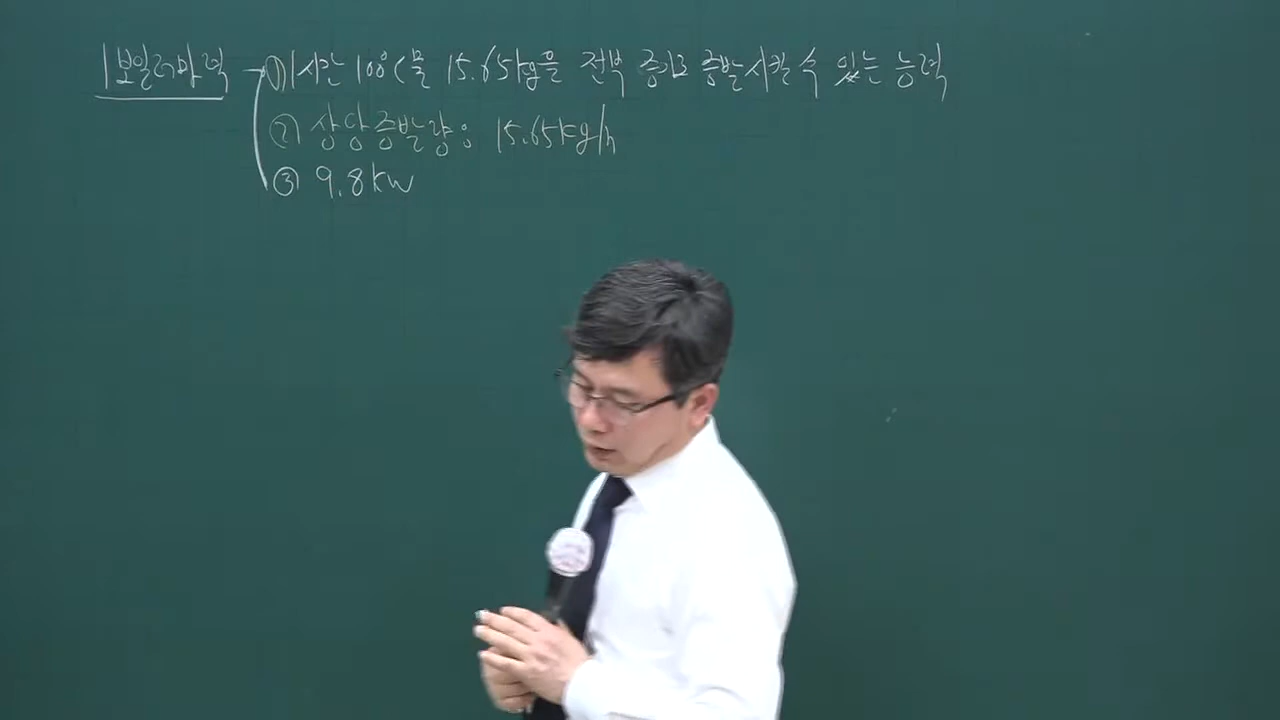 1보일러마력 ① 1시간 100℃물 15.65kg을 전부 증기로 증발시킬 수 있는 능력
② 상당증발량: 15.65kg/h
③ 9.8kw